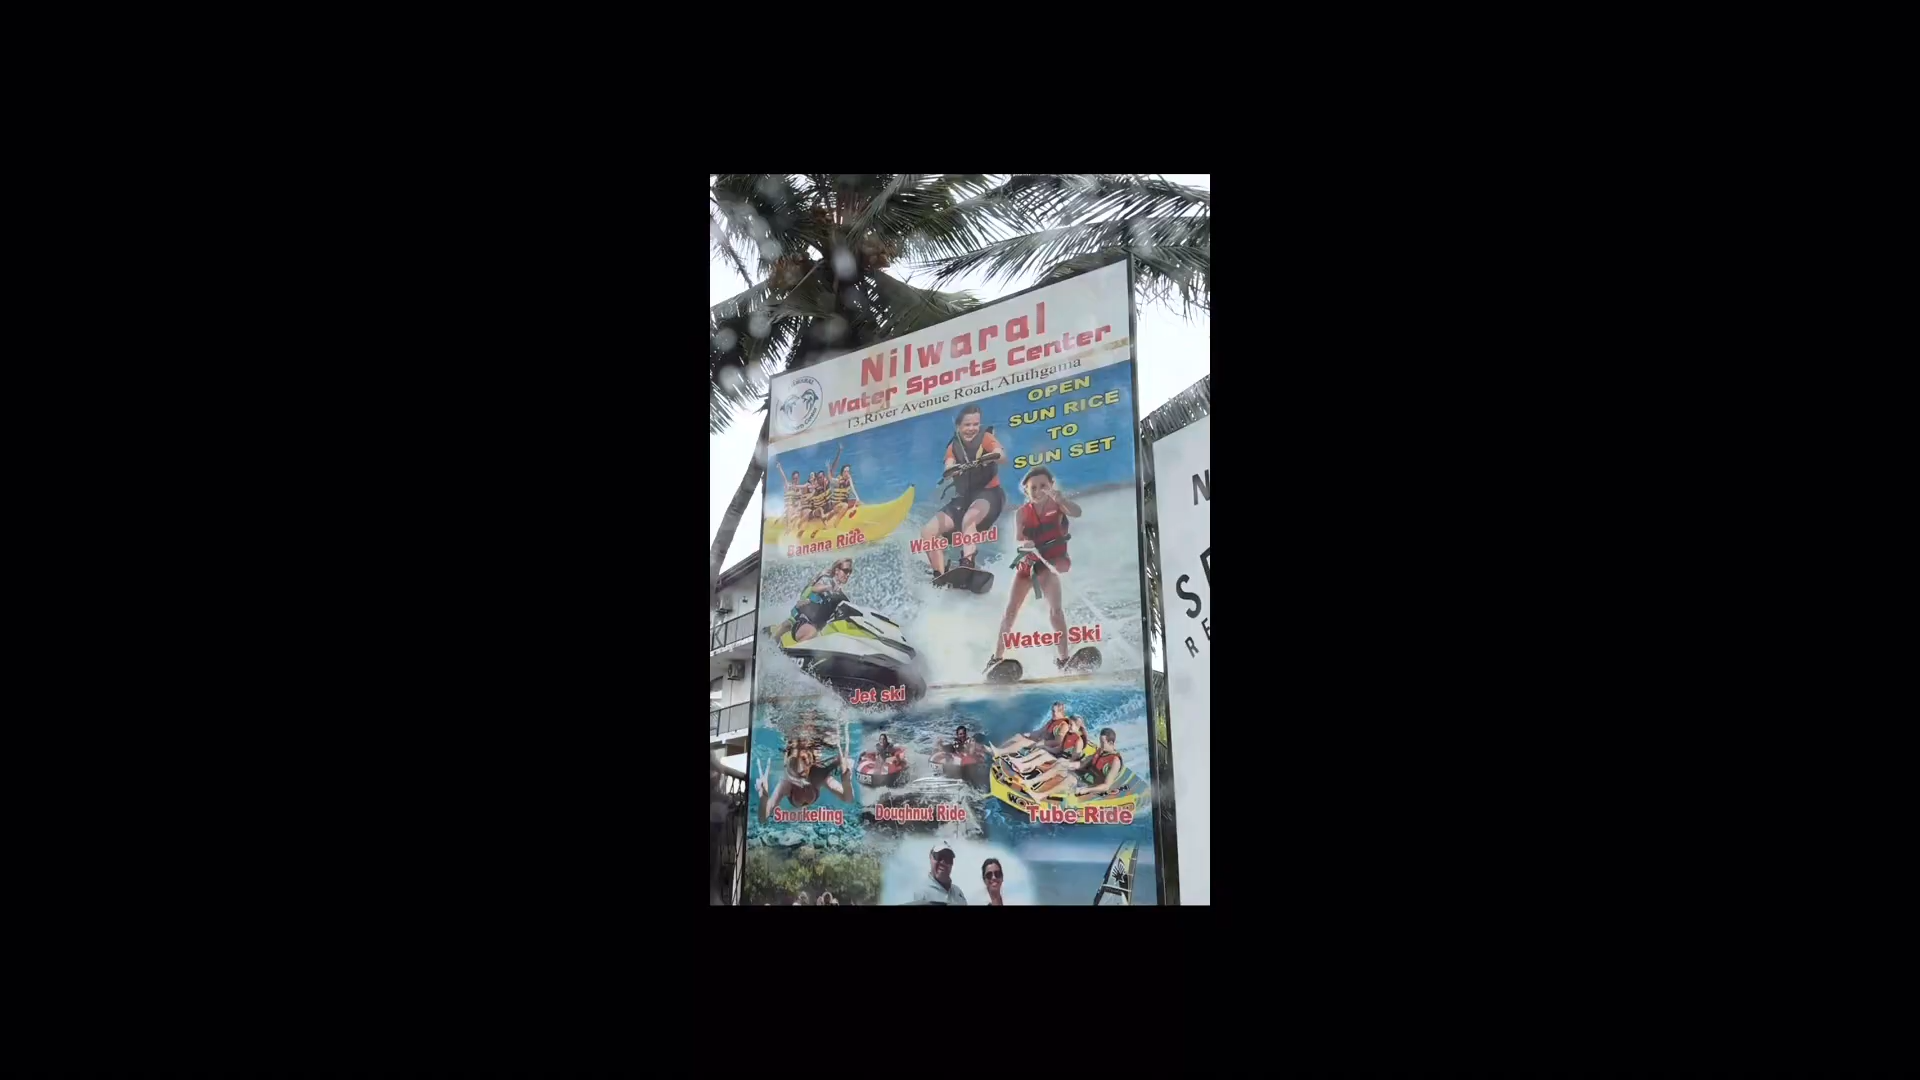 Nilwaral
Water Sports Center
13,River Avenue Road, Aluthgama
OPEN
SUN RICE
TO
SUN SET
Banana Ride
Wake Board
Water Ski
Jet ski
Snorkeling
Doughnut Ride
Tube Ride